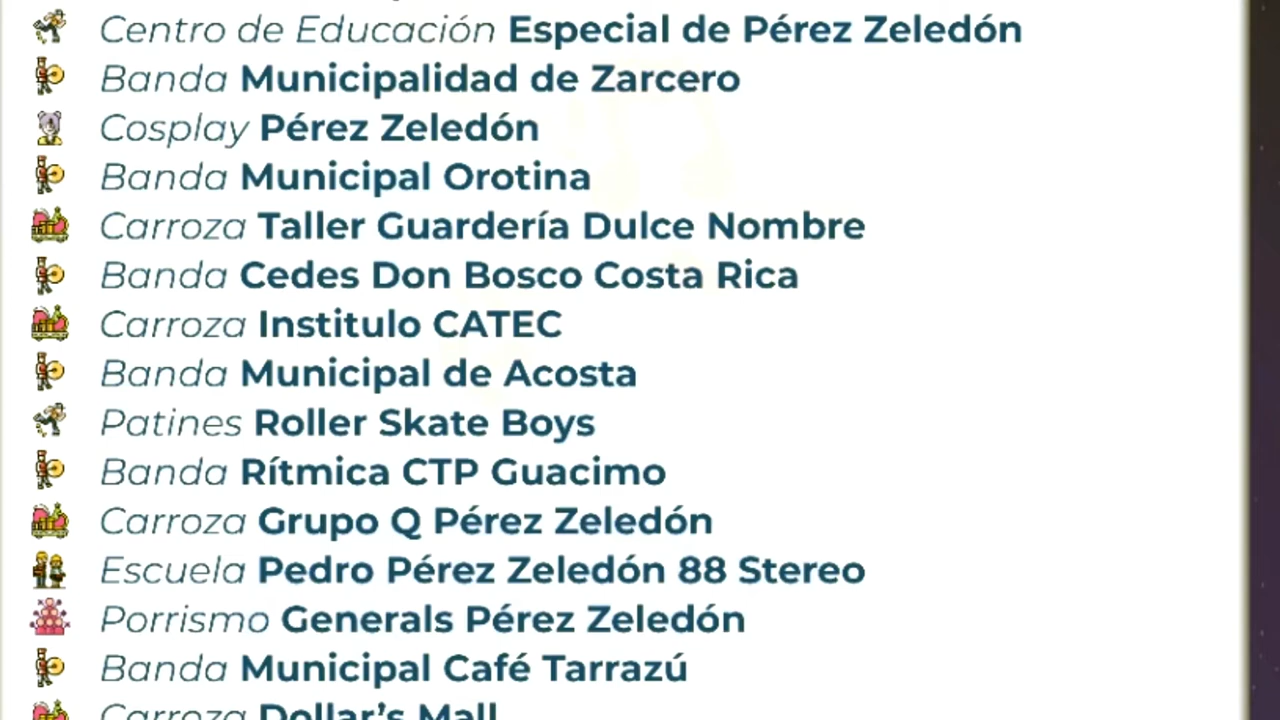 Centro de Educación Especial de Pérez Zeledón
Banda Municipalidad de Zarcero
Cosplay Pérez Zeledón
Banda Municipal Orotina
Carroza Taller Guardería Dulce Nombre
Banda Cedes Don Bosco Costa Rica
Carroza Institulo CATEC
Banda Municipal de Acosta
Patines Roller Skate Boys
Banda Rítmica CTP Guacimo
Carroza Grupo Q Pérez Zeledón
Escuela Pedro Pérez Zeledón 88 Stereo
Porrismo Generals Pérez Zeledón
Banda Municipal Café Tarrazú
Carroza Dollar's Mall